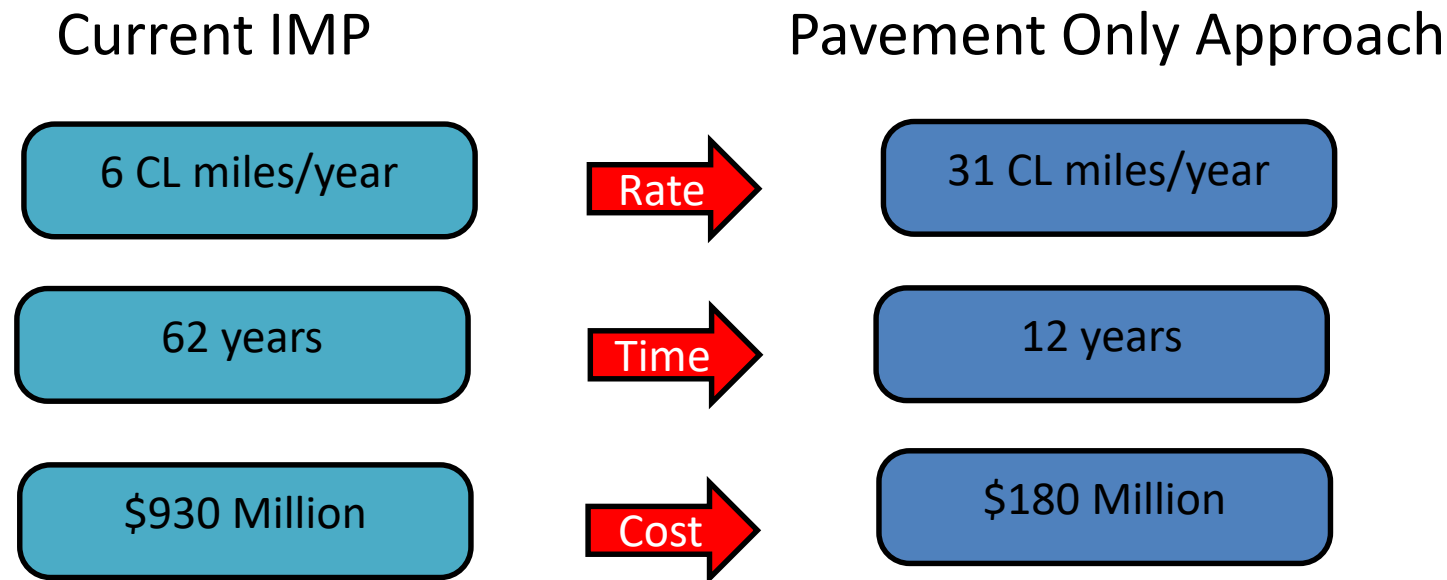 Current IMP
Pavement Only Approach
6 CL miles/year
Rate
31 CL miles/year
62 years
Time
12 years
$930 Million
Cost
$180 Million